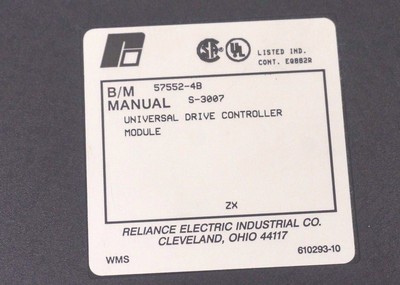 LISTED IND.
CONT. EQ882R
B/M 57552-4B
MANUAL S-3007
UNIVERSAL DRIVE CONTROLLER
MODULE
ZX
RELIANCE ELECTRIC INDUSTRIAL CO.
CLEVELAND, OHIO 44117
WMS 610293-10